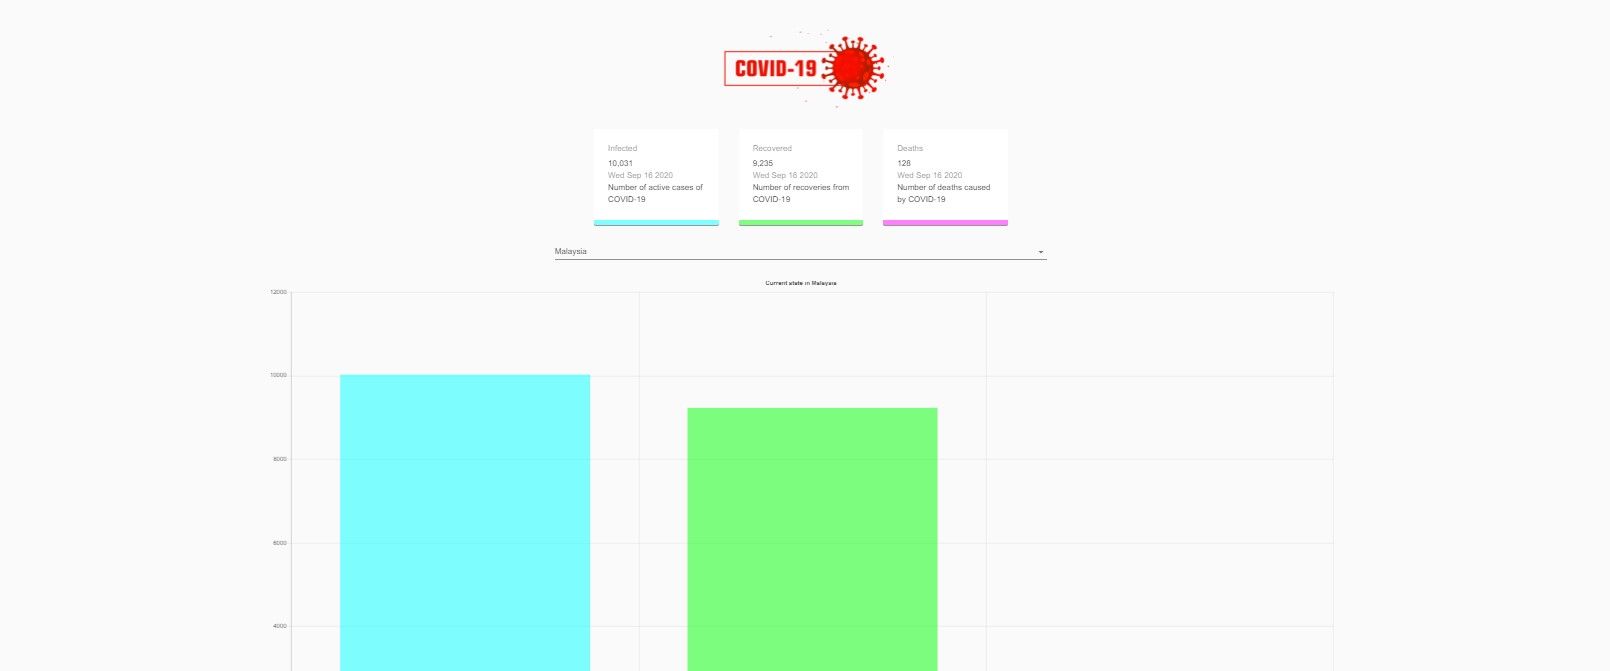 COVID-19
Infected
10,031
Wed Sep 16 2020
Number of active cases of
COVID-19
Recovered
9,235
Wed Sep 16 2020
Number of recoveries from
COVID-19
Deaths
128
Wed Sep 16 2020
Number of deaths caused
by COVID-19
Malaysia
Current state in Malaysia
12000
10000
8000
6000
4000